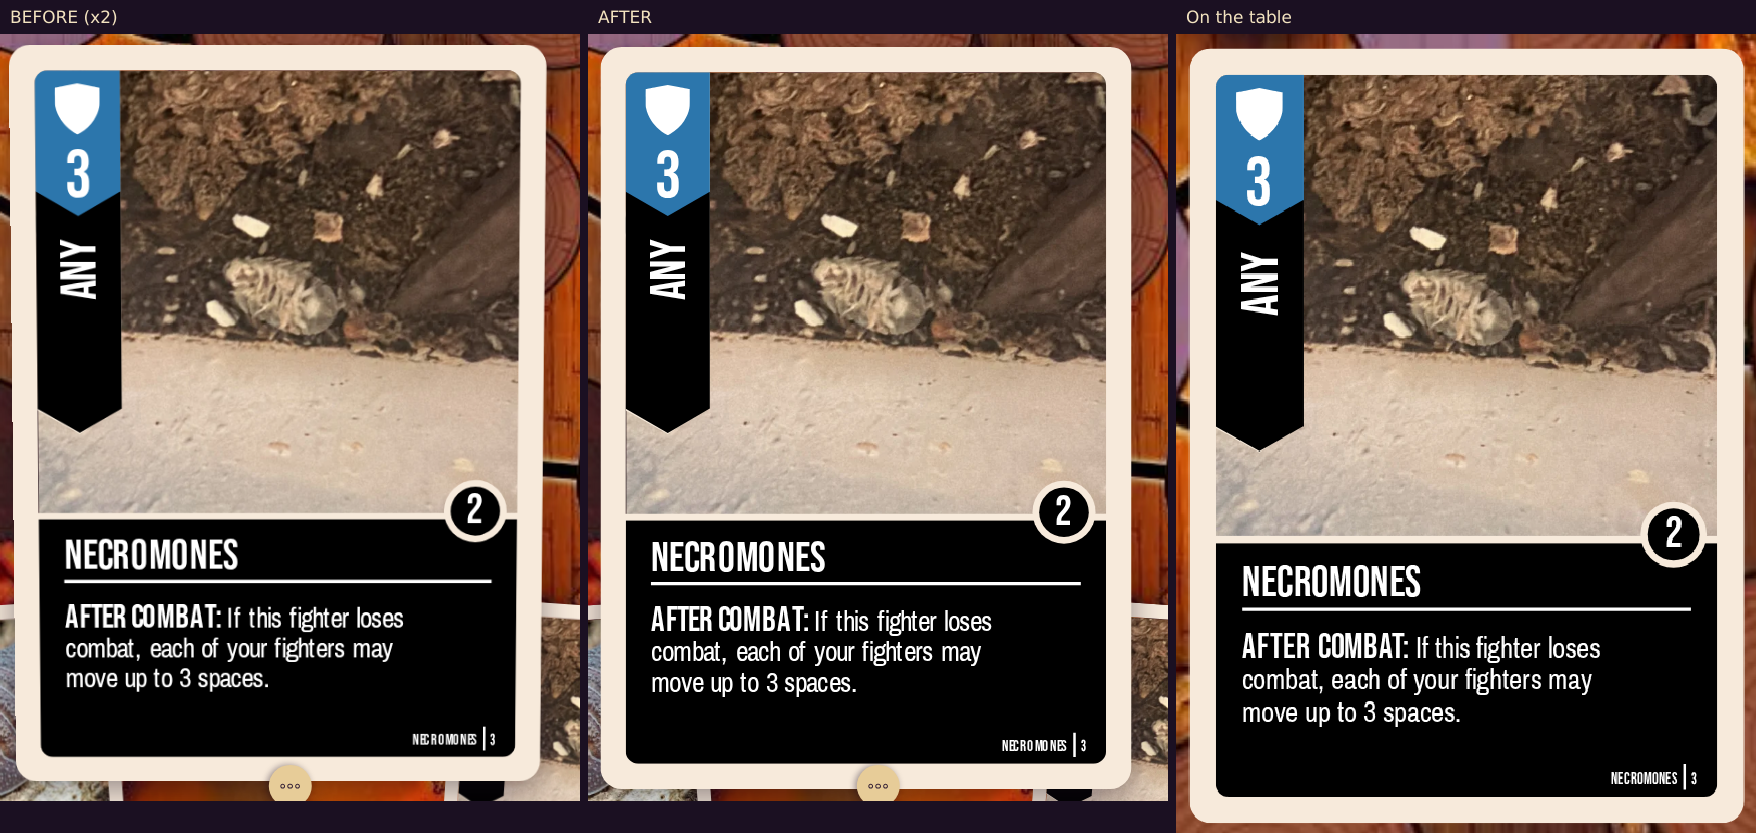 BEFORE (x2)
3
ANY
2
NECROMONES
AFTER COMBAT: If this fighter loses
combat, each of your fighters may
move up to 3 spaces.
NECROMONES | 3
AFTER
3
ANY
2
NECROMONES
AFTER COMBAT: If this fighter loses
combat, each of your fighters may
move up to 3 spaces.
NECROMONES | 3
On the table
3
ANY
2
NECROMONES
AFTER COMBAT: If this fighter loses
combat, each of your fighters may
move up to 3 spaces.
NECROMONES | 3